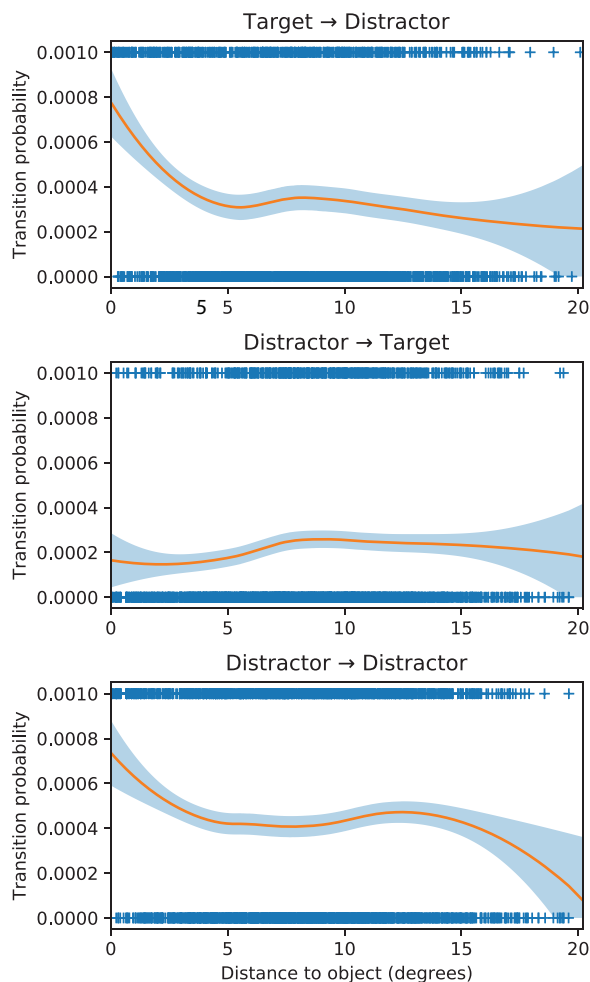 Target → Distractor
Transition probability
0.0010
0.0008
0.0006
0.0004
0.0002
0.0000
0 5 5 10 15 20
Distractor → Target
Transition probability
0.0010
0.0008
0.0006
0.0004
0.0002
0.0000
0 5 10 15 20
Distractor → Distractor
Transition probability
0.0010
0.0008
0.0006
0.0004
0.0002
0.0000
0 5 10 15 20
Distance to object (degrees)